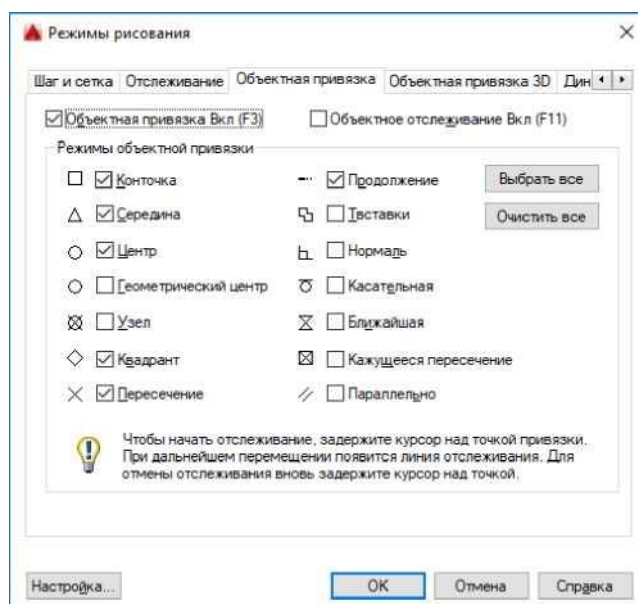 Режимы рисования
Шаг и сетка Отслеживание Объектная привязка Объектная привязка 3D Дин
Объектная привязка Вкл (F3) Объектное отслеживание Вкл (F11)
Режимы объектной привязки
Конточка Продолжение Выбрать все
Середина Твставки Очистить все
Центр Нормаль
Геометрический центр Касательная
Узел Ближайшая
Квадрант Кажущееся пересечение
Пересечение Параллельно
Чтобы начать отслеживание, задержите курсор над точкой привязки.
При дальнейшем перемещении появится линия отслеживания. Для
отмены отслеживания вновь задержите курсор над точкой.
Настройка... OK Отмена Справка